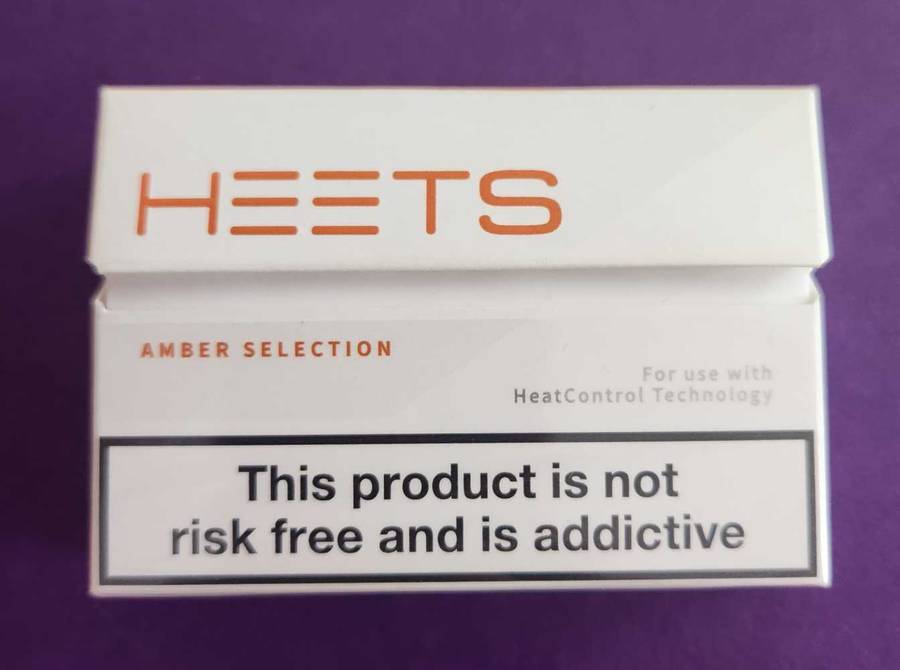 HEETS
AMBER SELECTION
For use with
HeatControl Technology
This product is not
risk free and is addictive